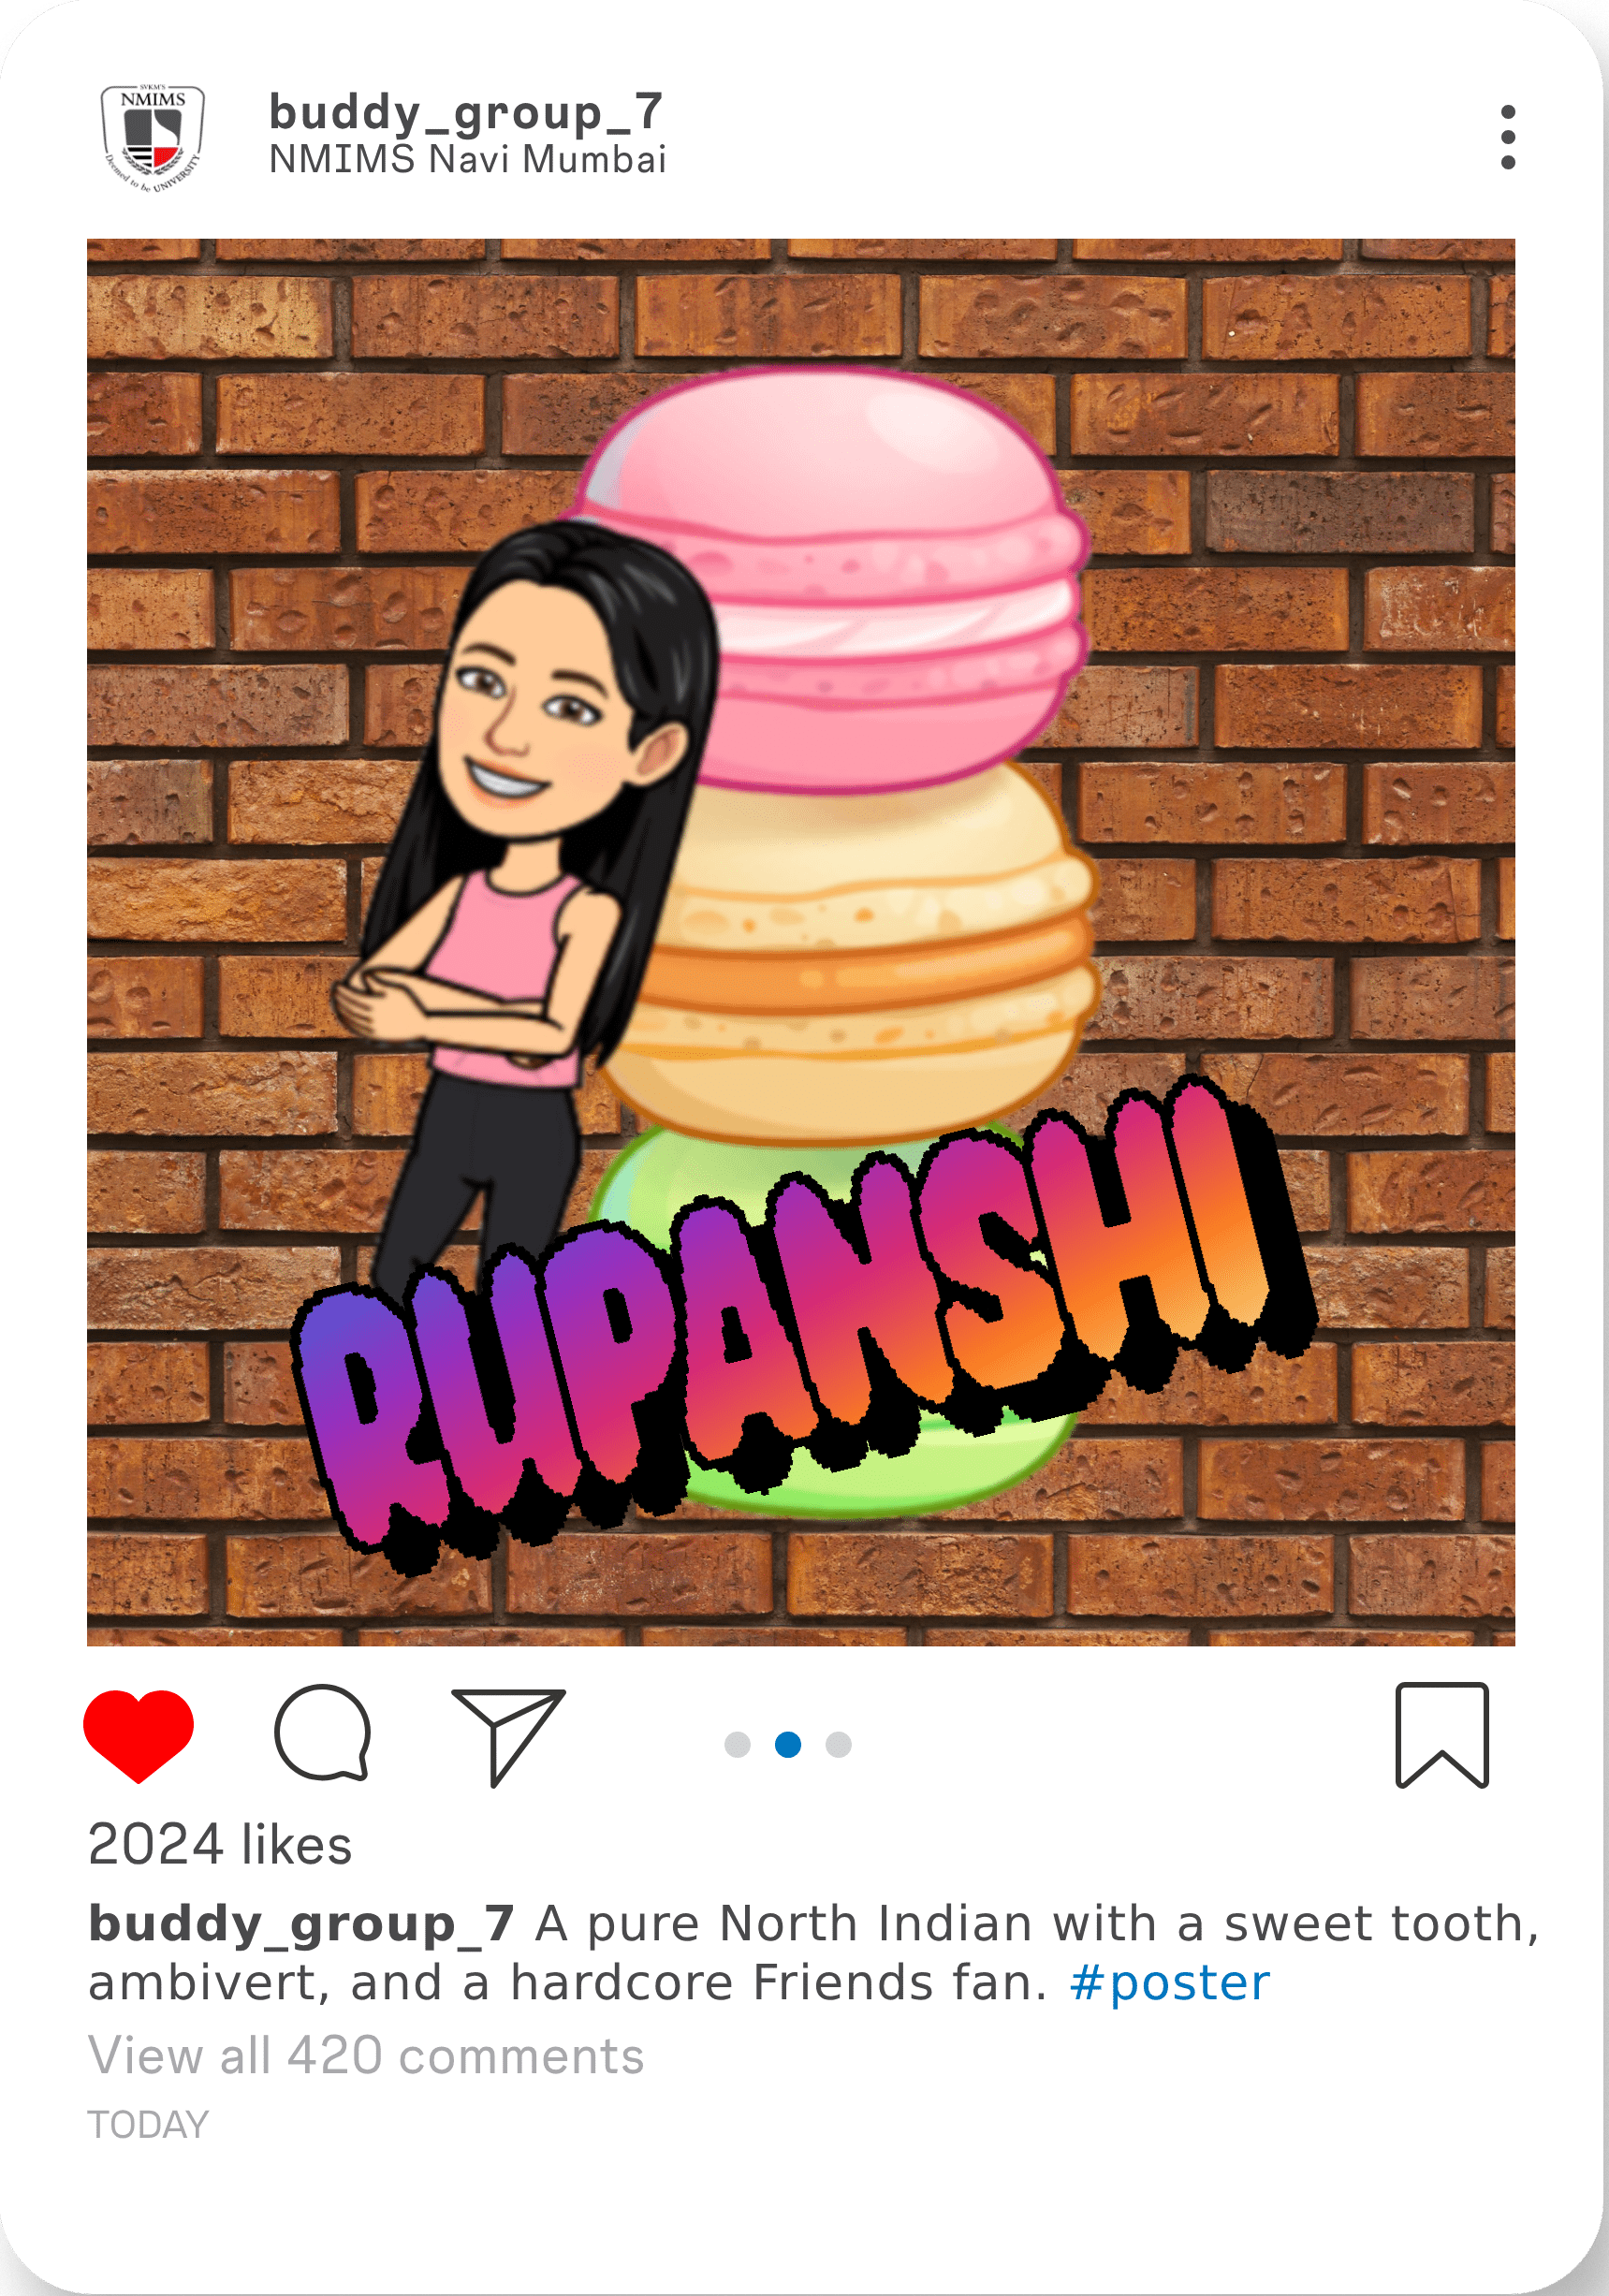 SVKM'S
NMIMS
Deemed to be UNIVERSITY
buddy_group_7
NMIMS Navi Mumbai
RUPANSHI
2024 likes
buddy_group_7 A pure North Indian with a sweet tooth,
ambivert, and a hardcore Friends fan. #poster
View all 420 comments
TODAY